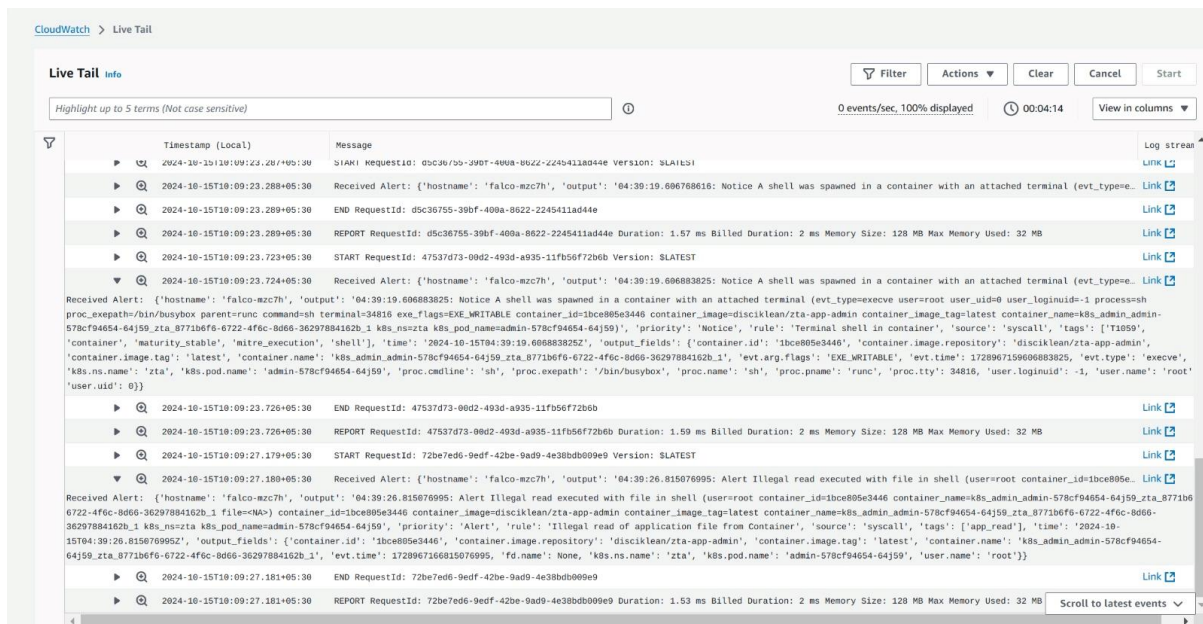 CloudWatch > Live Tail
Live Tail Info
Filter
Actions ▼
Clear
Cancel
Start
Highlight up to 5 terms (Not case sensitive)
0 events/sec, 100% displayed
00:04:14
View in columns ▼
Timestamp (Local) Message Log stream
2024-10-15T10:09:23.287+05:30 START RequestId: d5c36755-39bf-400a-8622-2245411ad44e Version: $LATEST Link
2024-10-15T10:09:23.288+05:30 Received Alert: {'hostname': 'falco-mzc7h', 'output': '04:39:19.606768616: Notice A shell was spawned in a container with an attached terminal (evt_type=e… Link
2024-10-15T10:09:23.289+05:30 END RequestId: d5c36755-39bf-400a-8622-2245411ad44e Link
2024-10-15T10:09:23.289+05:30 REPORT RequestId: d5c36755-39bf-400a-8622-2245411ad44e Duration: 1.57 ms Billed Duration: 2 ms Memory Size: 128 MB Max Memory Used: 32 MB Link
2024-10-15T10:09:23.723+05:30 START RequestId: 47537d73-00d2-493d-a935-11fb56f72b6b Version: $LATEST Link
2024-10-15T10:09:23.724+05:30 Received Alert: {'hostname': 'falco-mzc7h', 'output': '04:39:19.606883825: Notice A shell was spawned in a container with an attached terminal (evt_type=e… Link
Received Alert: {'hostname': 'falco-mzc7h', 'output': '04:39:19.606883825: Notice A shell was spawned in a container with an attached terminal (evt_type=execve user=root user_uid=0 user_loginuid=-1 process=sh
proc_exepath=/bin/busybox parent=runc command=sh terminal=34816 exe_flags=EXE_WRITABLE container_id=1bce805e3446 container_image=disciklean/zta-app-admin container_image_tag=latest container_name=k8s_admin_admin-
578cf94654-64j59_zta_8771b6f6-6722-4f6c-8d66-36297884162b_1 k8s_ns=zta k8s_pod_name=admin-578cf94654-64j59)', 'priority': 'Notice', 'rule': 'Terminal shell in container', 'source': 'syscall', 'tags': ['T1059',
'container', 'maturity_stable', 'mitre_execution', 'shell'], 'time': '2024-10-15T04:39:19.606883825Z', 'output_fields': {'container.id': '1bce805e3446', 'container.image.repository': 'disciklean/zta-app-admin',
'container.image.tag': 'latest', 'container.name': 'k8s_admin_admin-578cf94654-64j59_zta_8771b6f6-6722-4f6c-8d66-36297884162b_1', 'evt.arg.flags': 'EXE_WRITABLE', 'evt.time': 1728967159606883825, 'evt.type': 'execve',
'k8s.ns.name': 'zta', 'k8s.pod.name': 'admin-578cf94654-64j59', 'proc.cmdline': 'sh', 'proc.exepath': '/bin/busybox', 'proc.name': 'sh', 'proc.pname': 'runc', 'proc.tty': 34816, 'user.loginuid': -1, 'user.name': 'root'
'user.uid': 0}}
2024-10-15T10:09:23.726+05:30 END RequestId: 47537d73-00d2-493d-a935-11fb56f72b6b Link
2024-10-15T10:09:23.726+05:30 REPORT RequestId: 47537d73-00d2-493d-a935-11fb56f72b6b Duration: 1.59 ms Billed Duration: 2 ms Memory Size: 128 MB Max Memory Used: 32 MB Link
2024-10-15T10:09:27.179+05:30 START RequestId: 72be7ed6-9edf-42be-9ad9-4e38bdb009e9 Version: $LATEST Link
2024-10-15T10:09:27.180+05:30 Received Alert: {'hostname': 'falco-mzc7h', 'output': '04:39:26.815076995: Alert Illegal read executed with file in shell (user=root container_id=1bce805e… Link
Received Alert: {'hostname': 'falco-mzc7h', 'output': '04:39:26.815076995: Alert Illegal read executed with file in shell (user=root container_id=1bce805e3446 container_name=k8s_admin_admin-578cf94654-64j59_zta_8771b6
6722-4f6c-8d66-36297884162b_1 file=<NA>) container_id=1bce805e3446 container_image=disciklean/zta-app-admin container_image_tag=latest container_name=k8s_admin_admin-578cf94654-64j59_zta_8771b6f6-6722-4f6c-8d66-
36297884162b_1 k8s_ns=zta k8s_pod_name=admin-578cf94654-64j59', 'priority': 'Alert', 'rule': 'Illegal read of application file from Container', 'source': 'syscall', 'tags': ['app_read'], 'time': '2024-10-
15T04:39:26.815076995Z', 'output_fields': {'container.id': '1bce805e3446', 'container.image.repository': 'disciklean/zta-app-admin', 'container.image.tag': 'latest', 'container.name': 'k8s_admin_admin-578cf94654-
64j59_zta_8771b6f6-6722-4f6c-8d66-36297884162b_1', 'evt.time': 1728967166815076995, 'fd.name': None, 'k8s.ns.name': 'zta', 'k8s.pod.name': 'admin-578cf94654-64j59', 'user.name': 'root'}}
2024-10-15T10:09:27.181+05:30 END RequestId: 72be7ed6-9edf-42be-9ad9-4e38bdb009e9 Link
2024-10-15T10:09:27.181+05:30 REPORT RequestId: 72be7ed6-9edf-42be-9ad9-4e38bdb009e9 Duration: 1.53 ms Billed Duration: 2 ms Memory Size: 128 MB Max Memory Used: 32 MB
Scroll to latest events